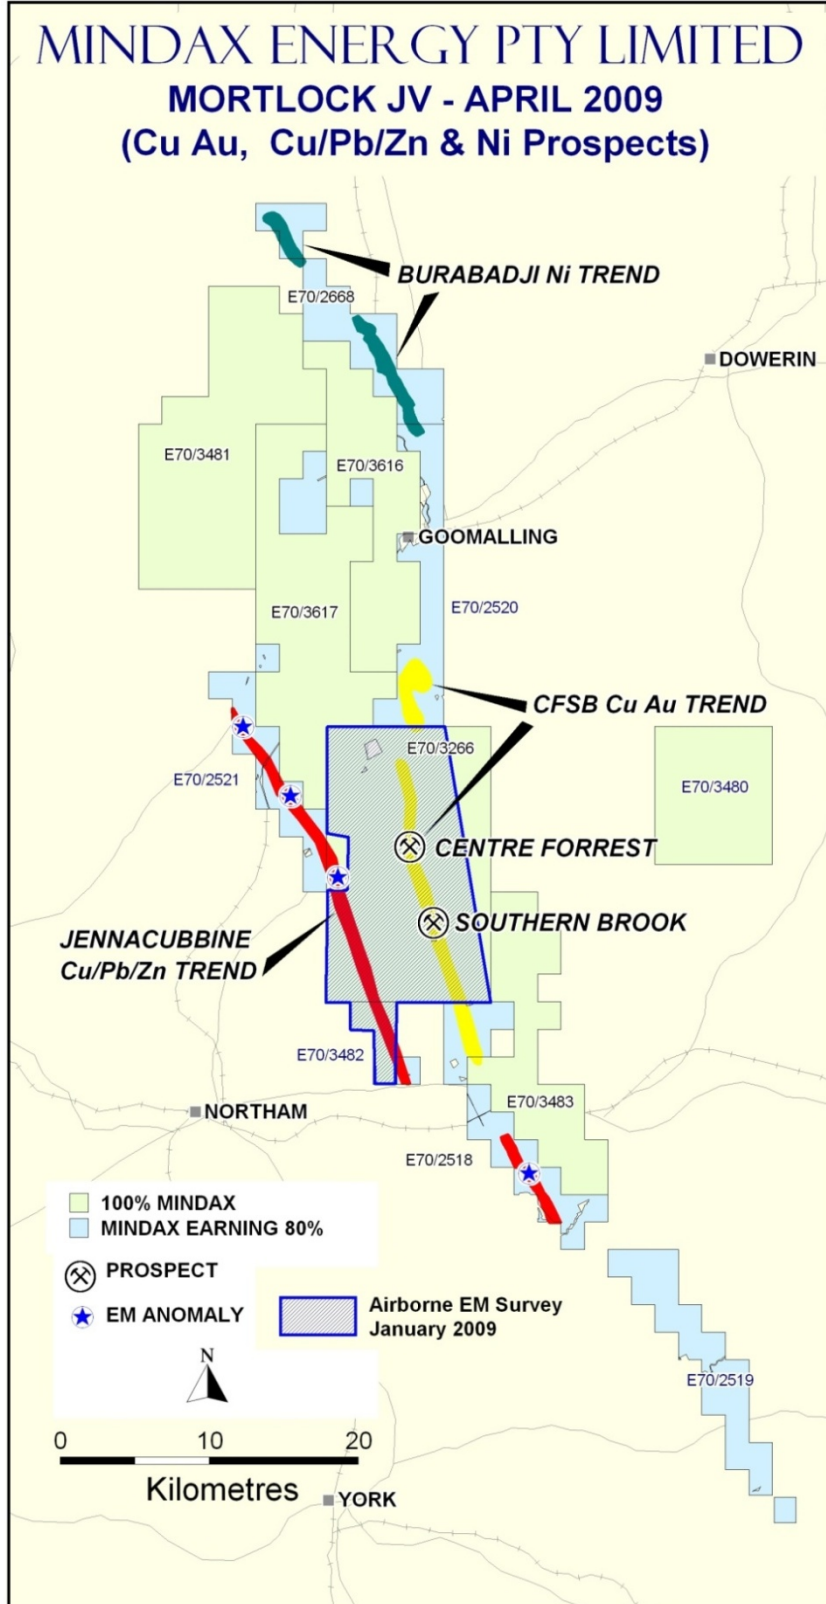 MINDAX ENERGY PTY LIMITED
MORTLOCK JV - APRIL 2009
(Cu Au, Cu/Pb/Zn & Ni Prospects)
BURABADJI Ni TREND
E70/2668
DOWERIN
E70/3481
E70/3616
GOOMALLING
E70/3617
E70/2520
CFSB Cu Au TREND
E70/3266
E70/2521
E70/3480
CENTRE FORREST
SOUTHERN BROOK
JENNACUBBINE
Cu/Pb/Zn TREND
E70/3482
E70/3483
NORTHAM
E70/2518
100% MINDAX
MINDAX EARNING 80%
PROSPECT
EM ANOMALY
Airborne EM Survey
January 2009
N
E70/2519
0 10 20
Kilometres
YORK